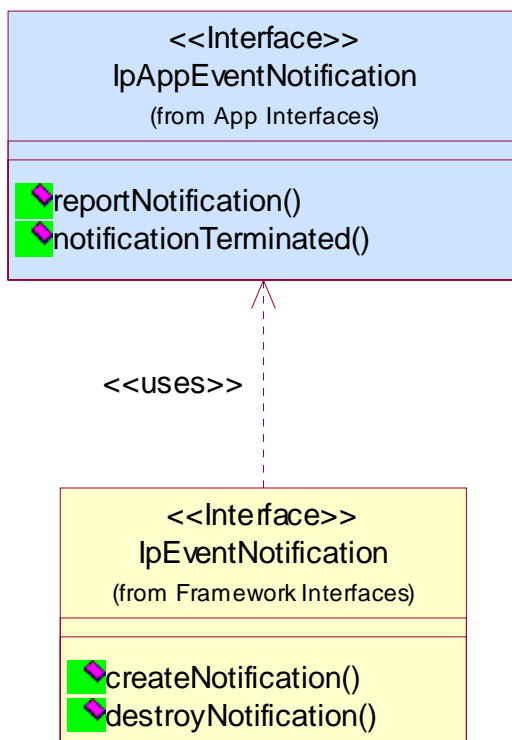 <<Interface>>
IpAppEventNotification
(from App Interfaces)
reportNotification()
notificationTerminated()
<<uses>>
<<Interface>>
IpEventNotification
(from Framework Interfaces)
createNotification()
destroyNotification()